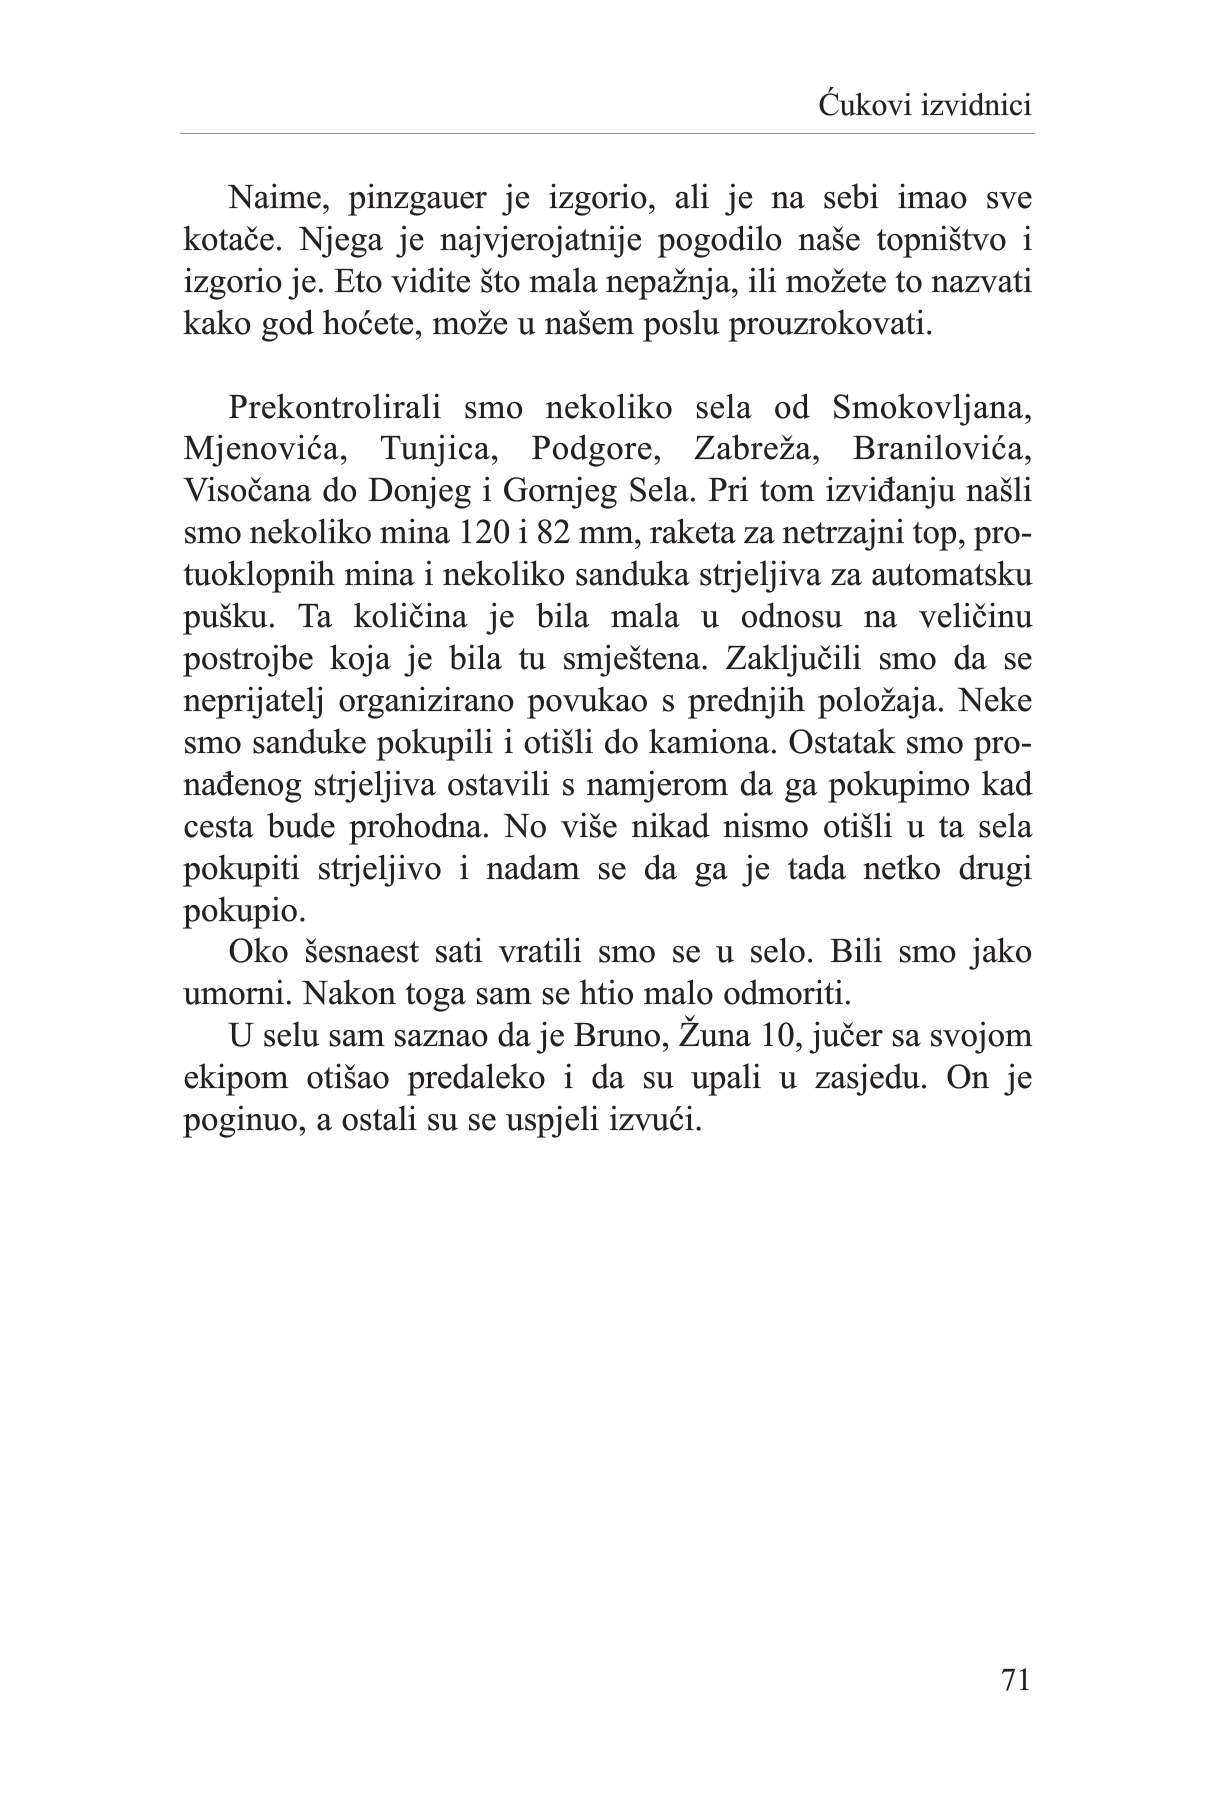 Ćukovi izvidnici
Naime, pinzgauer je izgorio, ali je na sebi imao sve
kotače. Njega je najvjerojatnije pogodilo naše topništvo i
izgorio je. Eto vidite što mala nepažnja, ili možete to nazvati
kako god hoćete, može u našem poslu prouzrokovati.
Prekontrolirali smo nekoliko sela od Smokovljana,
Mjenovića, Tunjica, Podgore, Zabreža, Branilovića,
Visočana do Donjeg i Gornjeg Sela. Pri tom izviđanju našli
smo nekoliko mina 120 i 82 mm, raketa za netrzajni top, pro-
tuoklopnih mina i nekoliko sanduka strjeljiva za automatsku
pušku. Ta količina je bila mala u odnosu na veličinu
postrojbe koja je bila tu smještena. Zaključili smo da se
neprijatelj organizirano povukao s prednjih položaja. Neke
smo sanduke pokupili i otišli do kamiona. Ostatak smo pro-
nađenog strjeljiva ostavili s namjerom da ga pokupimo kad
cesta bude prohodna. No više nikad nismo otišli u ta sela
pokupiti strjeljivo i nadam se da ga je tada netko drugi
pokupio.
Oko šesnaest sati vratili smo se u selo. Bili smo jako
umorni. Nakon toga sam se htio malo odmoriti.
U selu sam saznao da je Bruno, Žuna 10, jučer sa svojom
ekipom otišao predaleko i da su upali u zasjedu. On je
poginuo, a ostali su se uspjeli izvući.
71